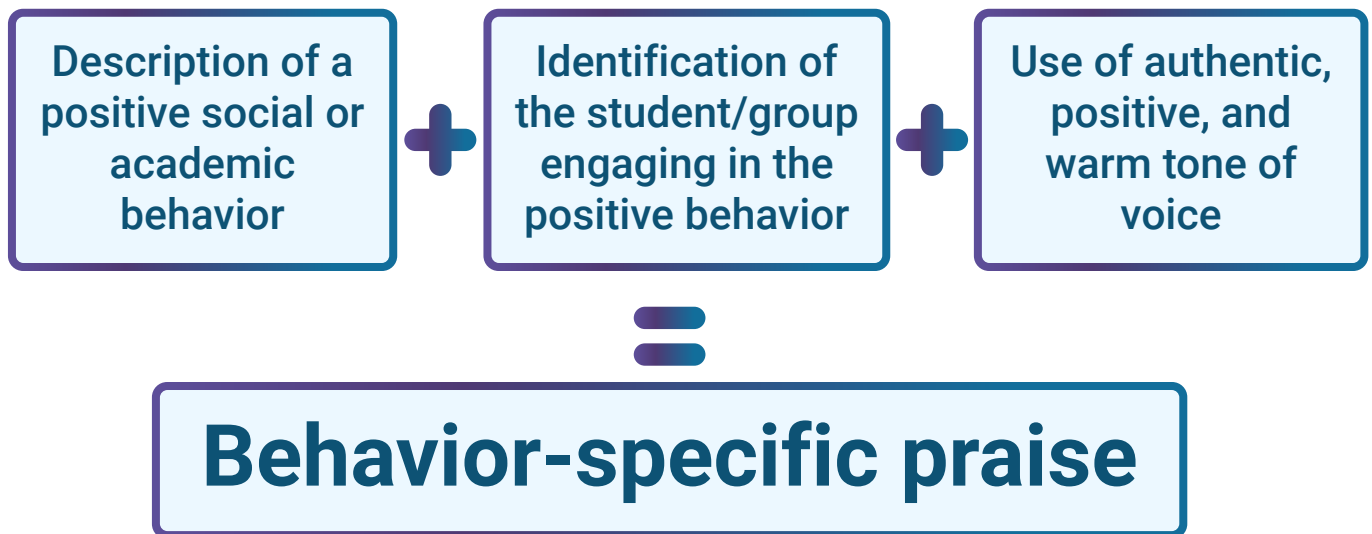 Description of a
positive social or
academic
behavior
+
Identification of
the student/group
engaging in the
positive behavior
+
Use of authentic,
positive, and
warm tone of
voice
=
Behavior-specific praise